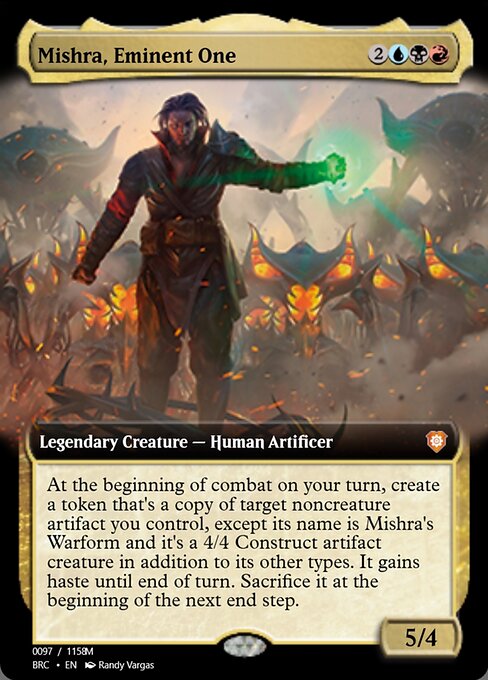 Mishra, Eminent One
2
Legendary Creature — Human Artificer
At the beginning of combat on your turn, create
a token that's a copy of target noncreature
artifact you control, except its name is Mishra's
Warform and it's a 4/4 Construct artifact
creature in addition to its other types. It gains
haste until end of turn. Sacrifice it at the
beginning of the next end step.
5/4
0097 / 1158M
BRC • EN Randy Vargas